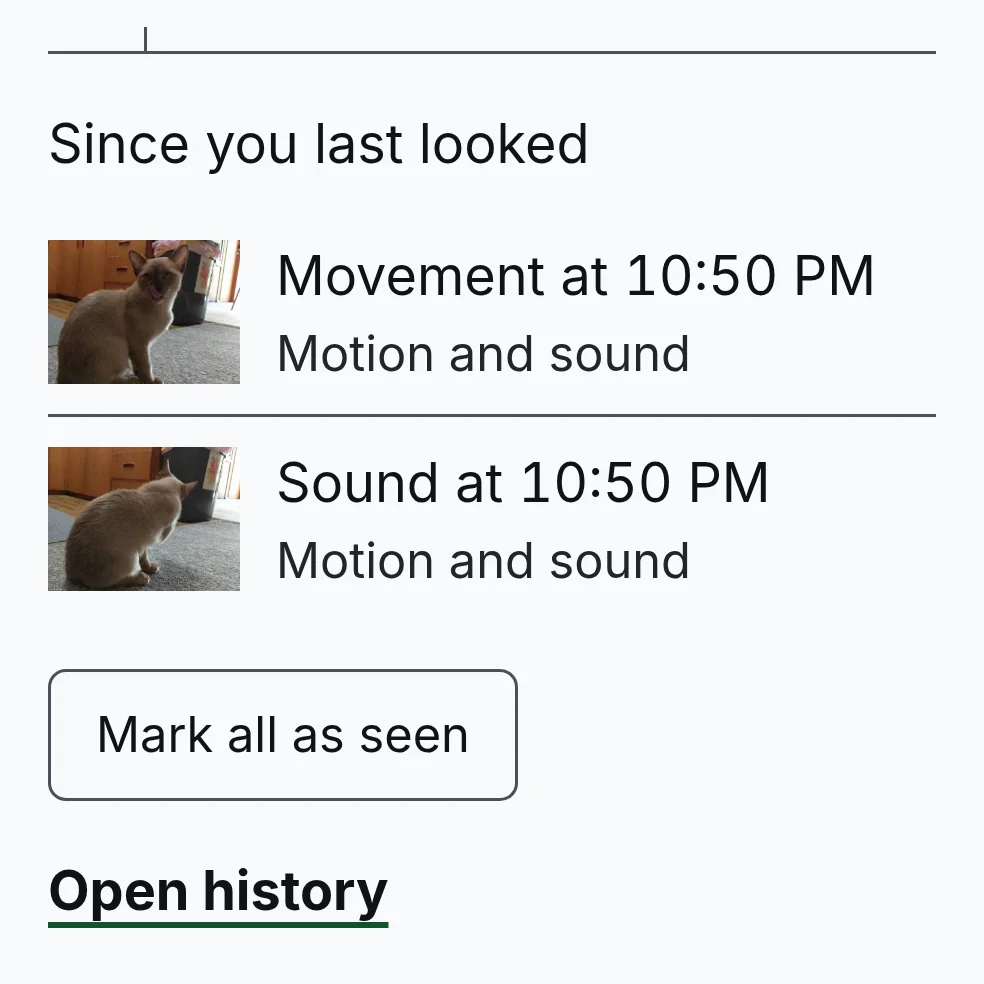 Since you last looked
Movement at 10:50 PM
Motion and sound
Sound at 10:50 PM
Motion and sound
Mark all as seen
Open history